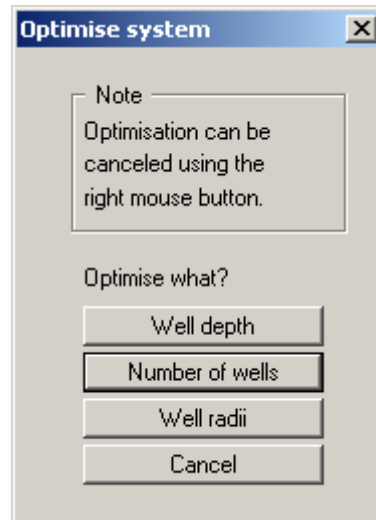 Optimise system
Note
Optimisation can be
canceled using the
right mouse button.
Optimise what?
Well depth
Number of wells
Well radii
Cancel